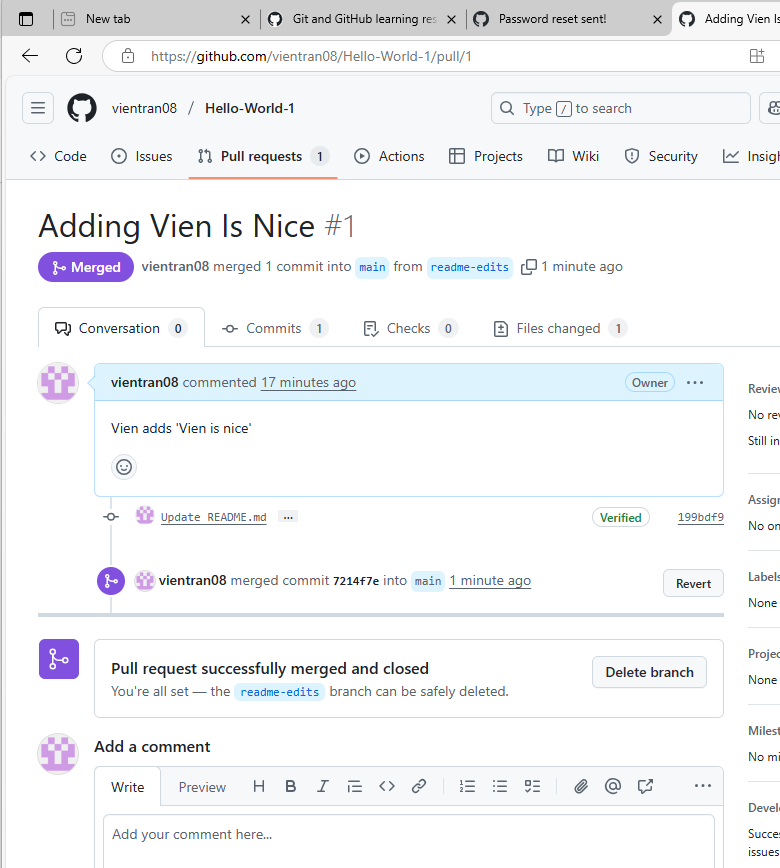 New tab
Git and GitHub learning res
Password reset sent!
Adding Vien Is
https://github.com/vientran08/Hello-World-1/pull/1
vientran08 / Hello-World-1
Type / to search
Code
Issues
Pull requests 1
Actions
Projects
Wiki
Security
Insigh
Adding Vien Is Nice #1
Merged vientran08 merged 1 commit into main from readme-edits 1 minute ago
Conversation 0
Commits 1
Checks 0
Files changed 1
vientran08 commented 17 minutes ago
Owner
Vien adds 'Vien is nice'
Update README.md ...
Verified
199bdf9
vientran08 merged commit 7214f7e into main 1 minute ago
Revert
Pull request successfully merged and closed
You're all set — the readme-edits branch can be safely deleted.
Delete branch
Add a comment
Write
Preview
H B I
Add your comment here...
Review
No rev
Still in
Assign
No on
Labels
None
Projec
None
Milest
No mi
Devel
Succes
issues